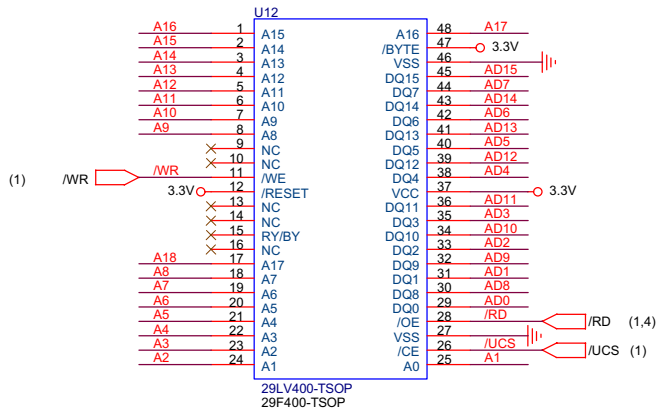 U12
A16 1 A15 A16 48 A17
A15 2 A14 /BYTE 47 3.3V
A14 3 A13 VSS 46
A13 4 A12 DQ15 45 AD15
A12 5 A11 DQ7 44 AD7
A11 6 A10 DQ14 43 AD14
A10 7 A9 DQ6 42 AD6
A9 8 A8 DQ13 41 AD13
9 NC DQ5 40 AD5
10 NC DQ12 39 AD12
(1) /WR /WR 11 /WE DQ4 38 AD4
3.3V 12 /RESET VCC 37 3.3V
13 NC DQ11 36 AD11
14 NC DQ3 35 AD3
15 RY/BY DQ10 34 AD10
16 NC DQ2 33 AD2
A18 17 A17 DQ9 32 AD9
A8 18 A7 DQ1 31 AD1
A7 19 A6 DQ8 30 AD8
A6 20 A5 DQ0 29 AD0
A5 21 A4 /OE 28 /RD /RD (1,4)
A4 22 A3 VSS 27
A3 23 A2 /CE 26 /UCS /UCS (1)
A2 24 A1 A0 25 A1
29LV400-TSOP
29F400-TSOP